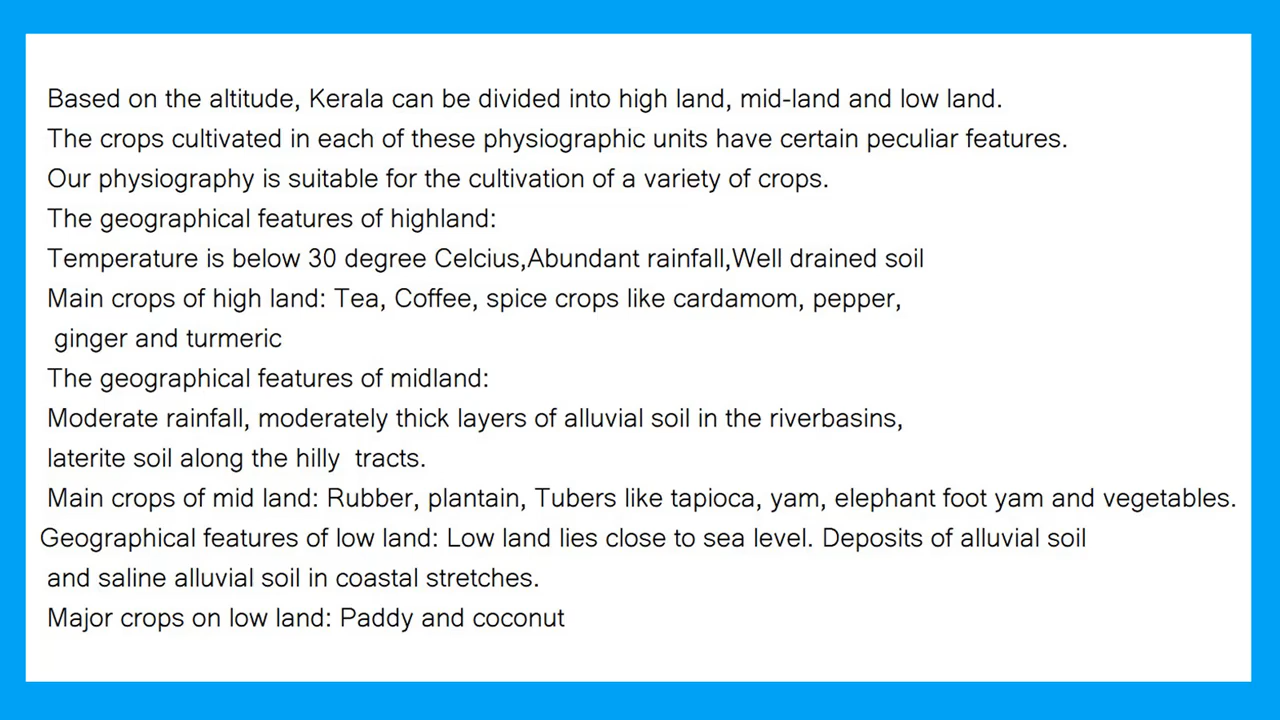 Based on the altitude, Kerala can be divided into high land, mid-land and low land.
The crops cultivated in each of these physiographic units have certain peculiar features.
Our physiography is suitable for the cultivation of a variety of crops.
The geographical features of highland:
Temperature is below 30 degree Celcius,Abundant rainfall,Well drained soil
Main crops of high land: Tea, Coffee, spice crops like cardamom, pepper,
ginger and turmeric
The geographical features of midland:
Moderate rainfall, moderately thick layers of alluvial soil in the riverbasins,
laterite soil along the hilly  tracts.
Main crops of mid land: Rubber, plantain, Tubers like tapioca, yam, elephant foot yam and vegetables.
Geographical features of low land: Low land lies close to sea level. Deposits of alluvial soil
and saline alluvial soil in coastal stretches.
Major crops on low land: Paddy and coconut